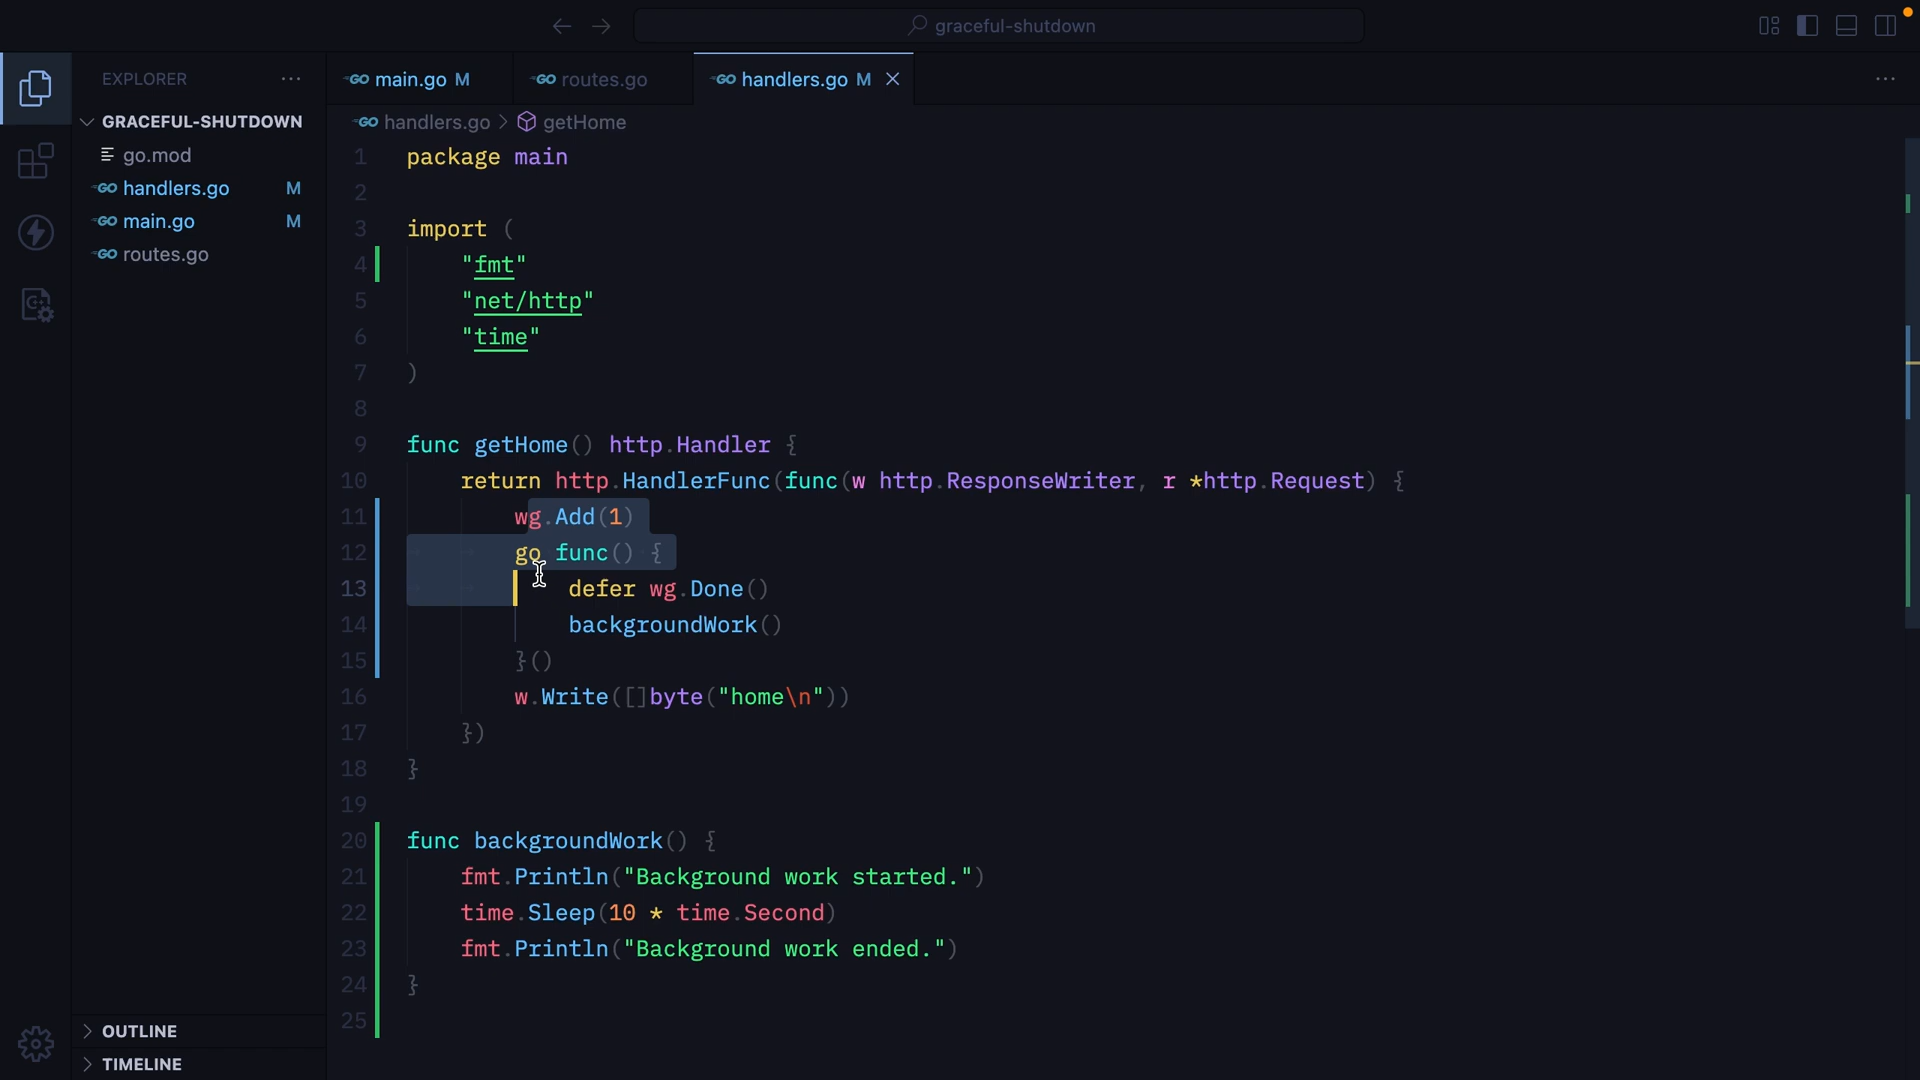 graceful-shutdown
EXPLORER
GRACEFUL-SHUTDOWN
go.mod
handlers.go M
main.go M
routes.go
OUTLINE
TIMELINE
GO main.go M
GO routes.go
GO handlers.go M
GO handlers.go > getHome
1 package main
2
3 import (
4 "fmt"
5 "net/http"
6 "time"
7 )
8
9 func getHome() http.Handler {
10 return http.HandlerFunc(func(w http.ResponseWriter, r *http.Request) {
11 wg.Add(1)
12 go func() {
13 defer wg.Done()
14 backgroundWork()
15 }()
16 w.Write([]byte("home\n"))
17 })
18 }
19
20 func backgroundWork() {
21 fmt.Println("Background work started.")
22 time.Sleep(10 * time.Second)
23 fmt.Println("Background work ended.")
24 }
25